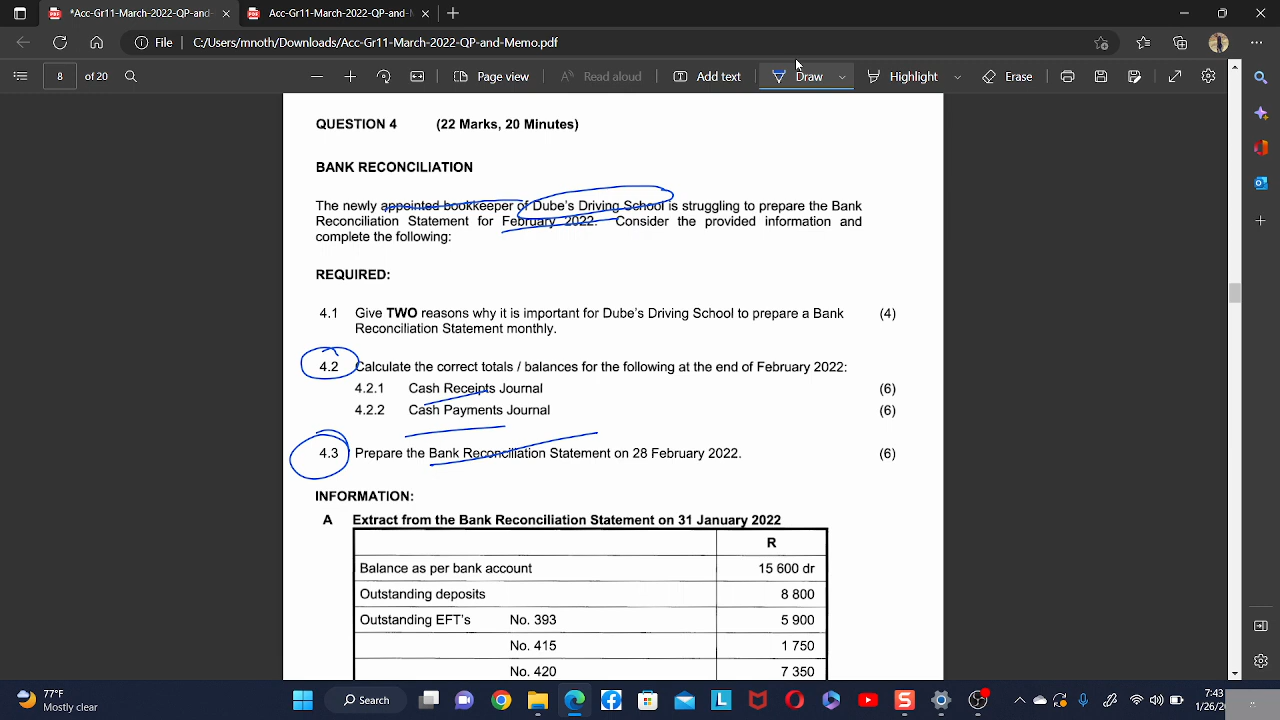 *Acc-Gr11-March-2022-QP-and-
*Acc-Gr11-March-2022-QP-and-
File C:/Users/mnoth/Downloads/Acc-Gr11-March-2022-QP-and-Memo.pdf
8 of 20 Page view Read aloud Add text Draw Highlight Erase
QUESTION 4 (22 Marks, 20 Minutes)
BANK RECONCILIATION
The newly appointed bookkeeper of Dube's Driving School is struggling to prepare the Bank
Reconciliation Statement for February 2022. Consider the provided information and
complete the following:
REQUIRED:
4.1 Give TWO reasons why it is important for Dube's Driving School to prepare a Bank (4)
Reconciliation Statement monthly.
4.2 Calculate the correct totals / balances for the following at the end of February 2022:
4.2.1 Cash Receipts Journal (6)
4.2.2 Cash Payments Journal (6)
4.3 Prepare the Bank Reconciliation Statement on 28 February 2022. (6)
INFORMATION:
A Extract from the Bank Reconciliation Statement on 31 January 2022
R
Balance as per bank account 15 600 dr
Outstanding deposits 8 800
Outstanding EFT's No. 393 5 900
No. 415 1 750
No. 420 7 350
77°F
Mostly clear
Search
7:38